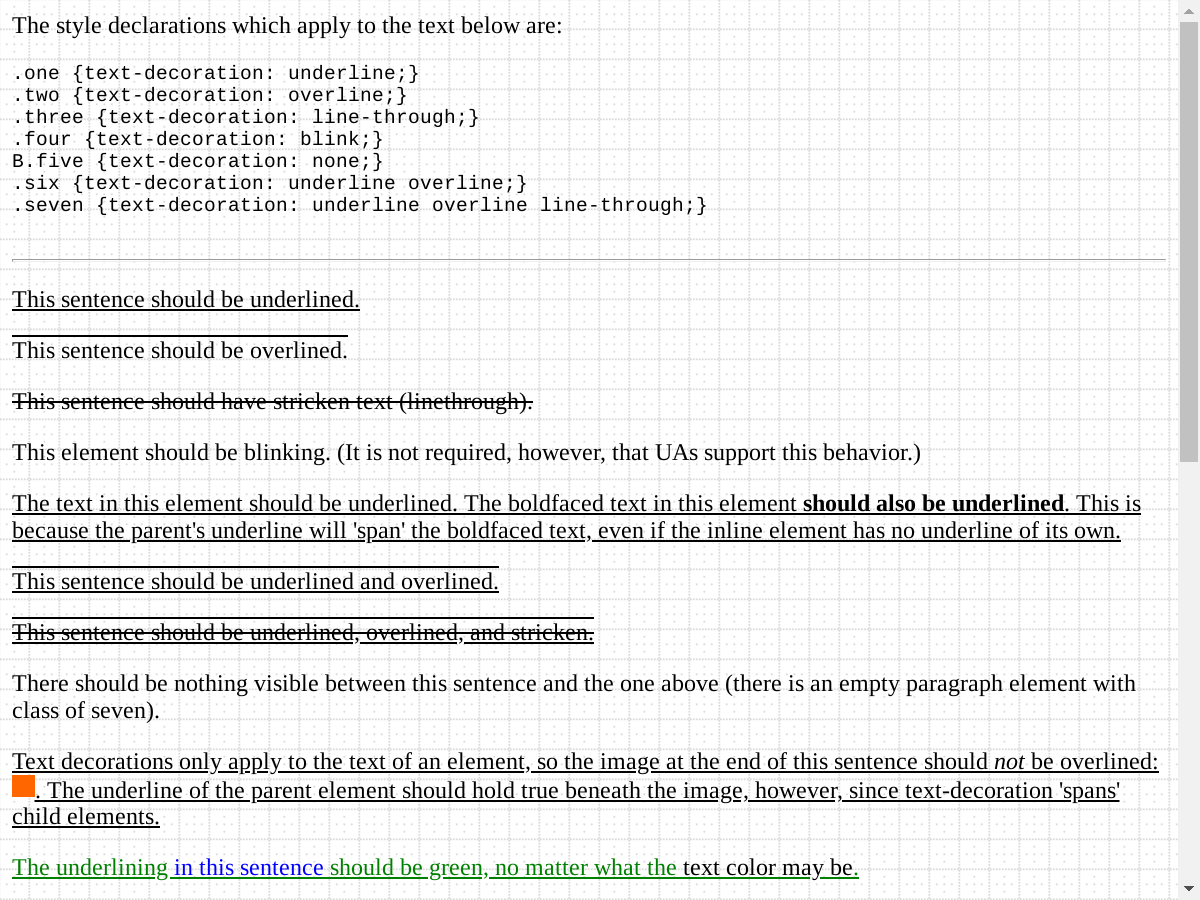 The style declarations which apply to the text below are:
.one {text-decoration: underline;}
.two {text-decoration: overline;}
.three {text-decoration: line-through;}
.four {text-decoration: blink;}
B.five {text-decoration: none;}
.six {text-decoration: underline overline;}
.seven {text-decoration: underline overline line-through;}
This sentence should be underlined.
This sentence should be overlined.
This sentence should have stricken text (linethrough).
This element should be blinking. (It is not required, however, that UAs support this behavior.)
The text in this element should be underlined. The boldfaced text in this element should also be underlined. This is
because the parent's underline will 'span' the boldfaced text, even if the inline element has no underline of its own.
This sentence should be underlined and overlined.
This sentence should be underlined, overlined, and stricken.
There should be nothing visible between this sentence and the one above (there is an empty paragraph element with
class of seven).
Text decorations only apply to the text of an element, so the image at the end of this sentence should not be overlined:
. The underline of the parent element should hold true beneath the image, however, since text-decoration 'spans'
child elements.
The underlining in this sentence should be green, no matter what the text color may be.